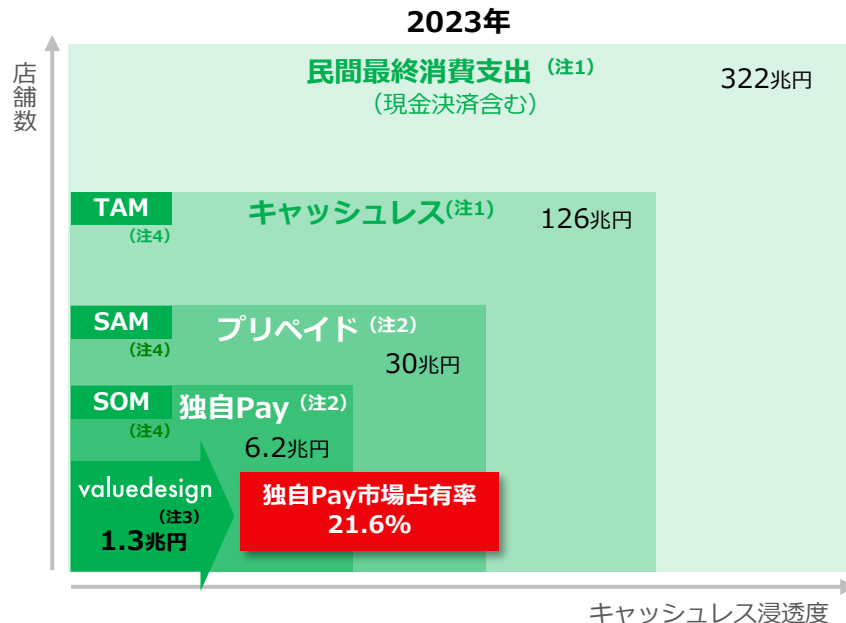 2023年
店舗数
民間最終消費支出（注1）
（現金決済含む）
322兆円
TAM
（注4）
キャッシュレス（注1）
126兆円
SAM
（注4）
プリペイド（注2）
30兆円
SOM
（注4）
独自Pay（注2）
6.2兆円
valuedesign
（注3）
1.3兆円
独自Pay市場占有率
21.6%
キャッシュレス浸透度